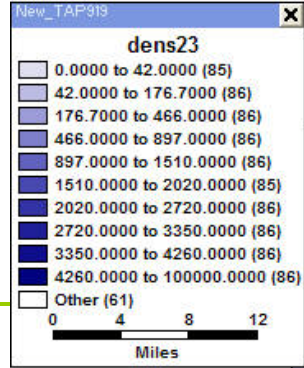 New_TAP919
dens23
0.0000 to 42.0000 (85)
42.0000 to 176.7000 (86)
176.7000 to 466.0000 (86)
466.0000 to 897.0000 (86)
897.0000 to 1510.0000 (86)
1510.0000 to 2020.0000 (85)
2020.0000 to 2720.0000 (86)
2720.0000 to 3350.0000 (86)
3350.0000 to 4260.0000 (86)
4260.0000 to 100000.0000 (86)
Other (61)
0 4 8 12
Miles